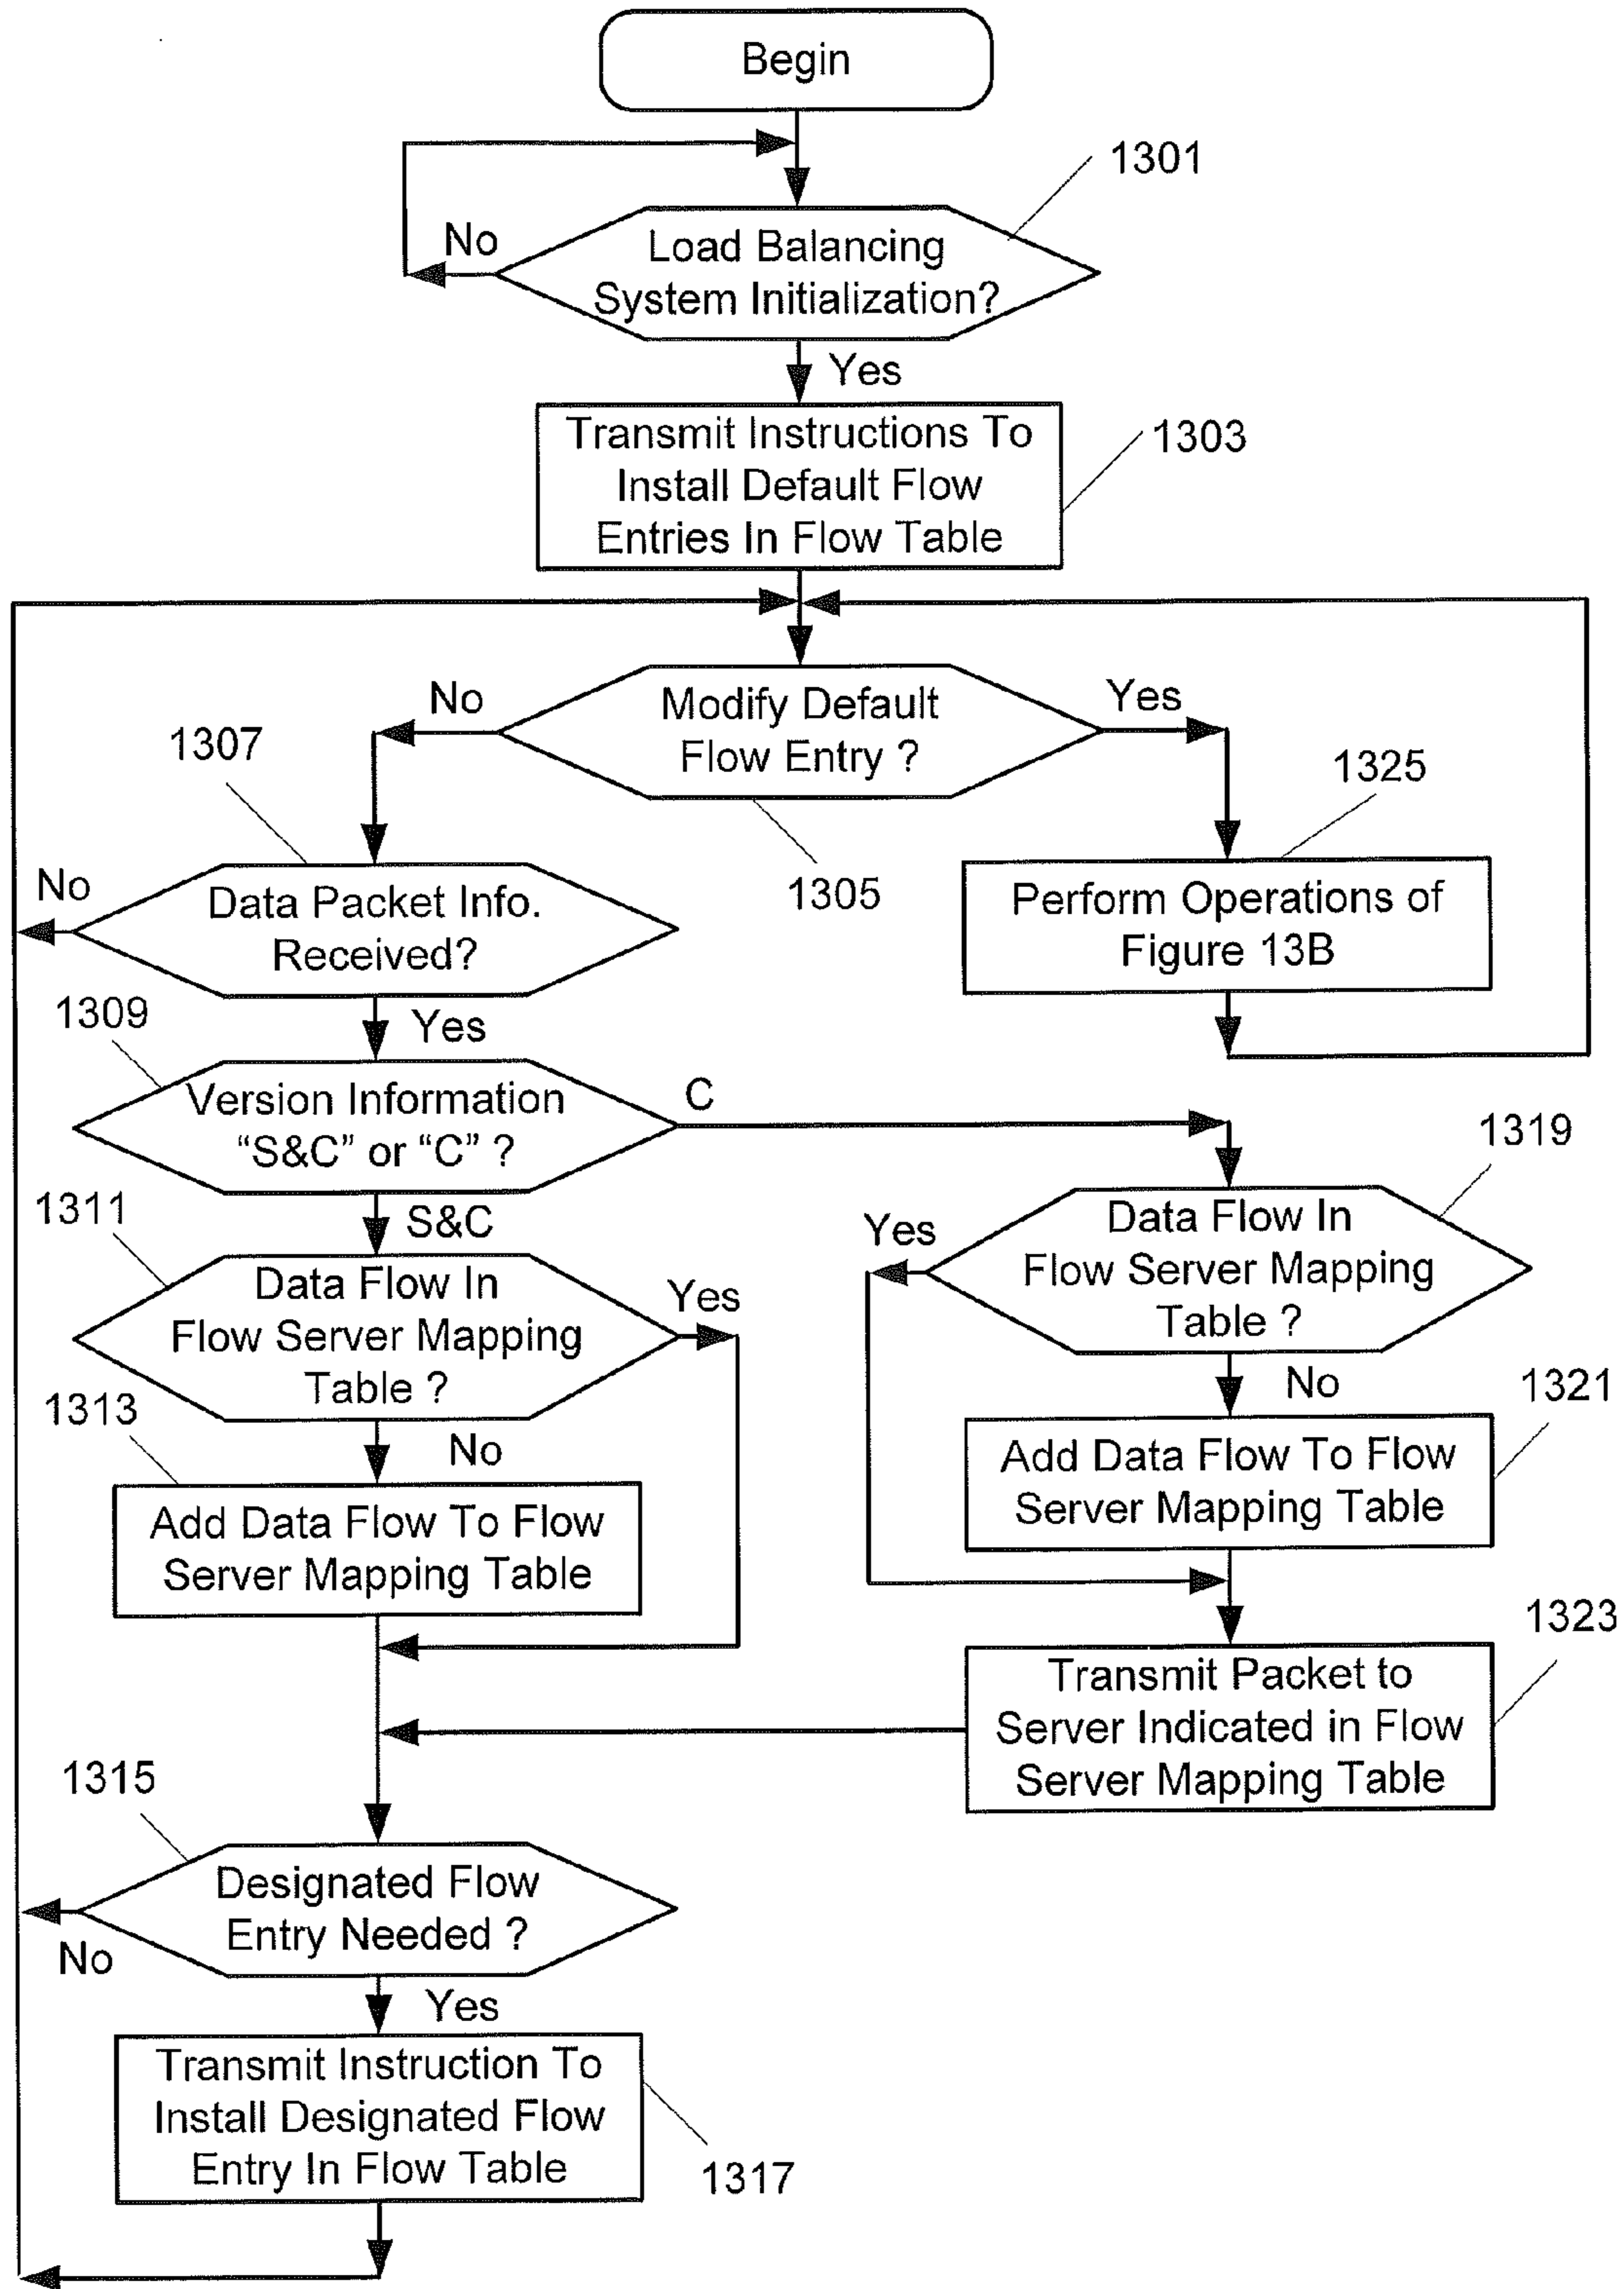 Begin
1301
No
Load Balancing
System Initialization?
Yes
Transmit Instructions To
Install Default Flow
Entries In Flow Table
1303
No
Modify Default
Flow Entry ?
Yes
1307
1305
1325
No
Data Packet Info.
Received?
Perform Operations of
Figure 13B
1309
Yes
Version Information
“S&C” or “C” ?
C
1319
1311
S&C
Data Flow In
Flow Server Mapping
Table ?
Yes
Yes
Data Flow In
Flow Server Mapping
Table ?
1313
No
No
1321
Add Data Flow To Flow
Server Mapping Table
Add Data Flow To Flow
Server Mapping Table
1323
Transmit Packet to
Server Indicated in Flow
Server Mapping Table
1315
Designated Flow
Entry Needed ?
No
Yes
Transmit Instruction To
Install Designated Flow
Entry In Flow Table
1317